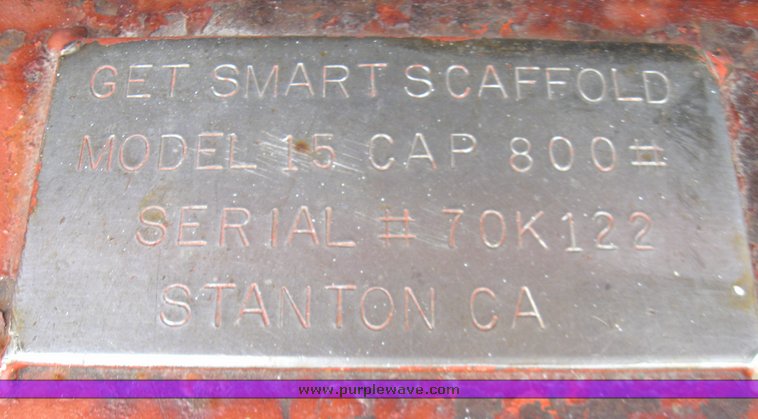 GET SMART SCAFFOLD
MODEL 15 CAP 800#
SERIAL # 70K122
STANTON CA
www.purplewave.com